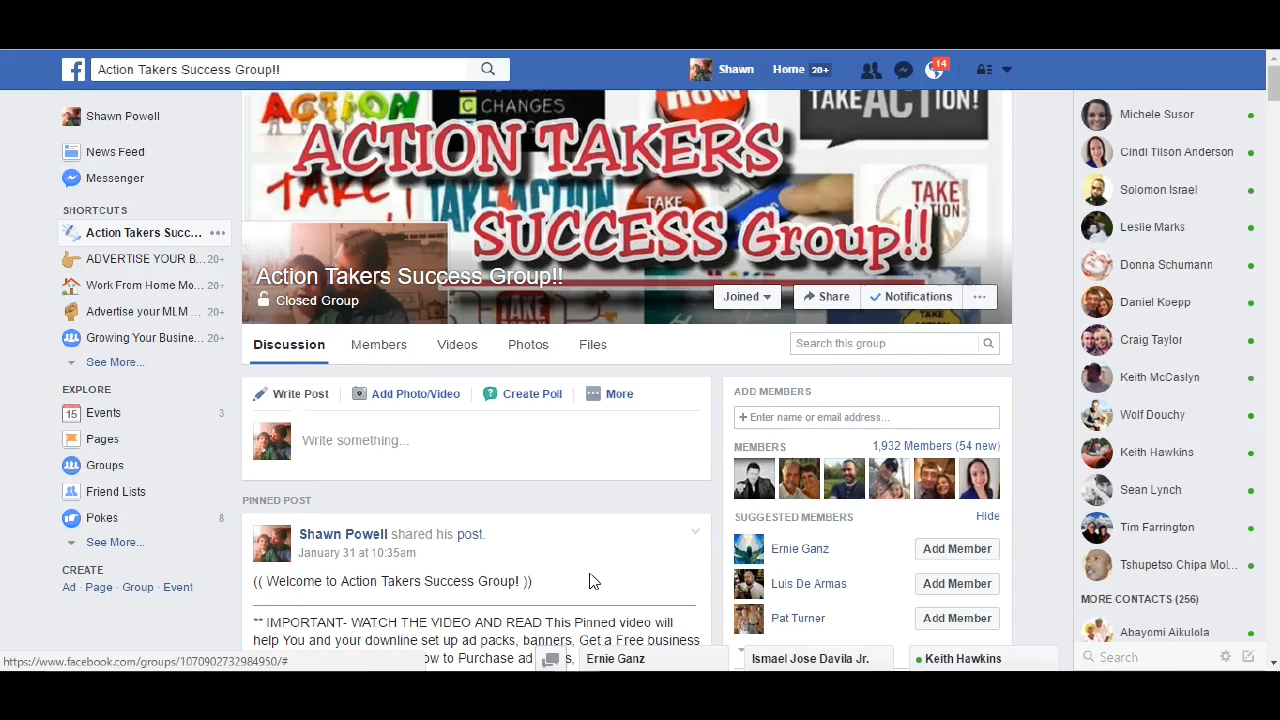 Action Takers Success Group!!
Shawn
Home 20+
14
Shawn Powell
News Feed
Messenger
SHORTCUTS
Action Takers Succ...
ADVERTISE YOUR B... 20+
Work From Home Mo... 20+
Advertise your MLM ... 20+
Growing Your Busine... 20+
See More...
EXPLORE
15 Events 3
Pages
Groups
Friend Lists
Pokes 8
See More...
CREATE
Ad · Page · Group · Event
ACTION
C CHANGES
NOW
TAKE ACTION!
ACTION TAKERS
SUCCESS Group!!
TAKE
TAKE ACTION
TAKE
TAKE
Action Takers Success Group!!
Closed Group
Joined
Share
Notifications
Discussion
Members
Videos
Photos
Files
Search this group
Write Post
Add Photo/Video
Create Poll
More
Write something...
PINNED POST
Shawn Powell shared his post.
January 31 at 10:35am
(( Welcome to Action Takers Success Group! ))
** IMPORTANT- WATCH THE VIDEO AND READ This Pinned video will
help You and your downline set up ad packs, banners, Get a Free business
to Purchase ad
ADD MEMBERS
+ Enter name or email address...
MEMBERS
1,932 Members (54 new)
SUGGESTED MEMBERS
Hide
Ernie Ganz
Add Member
Luis De Armas
Add Member
Pat Turner
Add Member
Michele Susor
Cindi Tilson Anderson
Solomon Israel
Leslie Marks
Donna Schumann
Daniel Koepp
Craig Taylor
Keith McCaslyn
Wolf Douchy
Keith Hawkins
Sean Lynch
Tim Farrington
Tshupetso Chipa Mol...
MORE CONTACTS (256)
Abayomi Aikulola
Search
https://www.facebook.com/groups/1070902732984950/#
Ernie Ganz
Ismael Jose Davila Jr.
Keith Hawkins